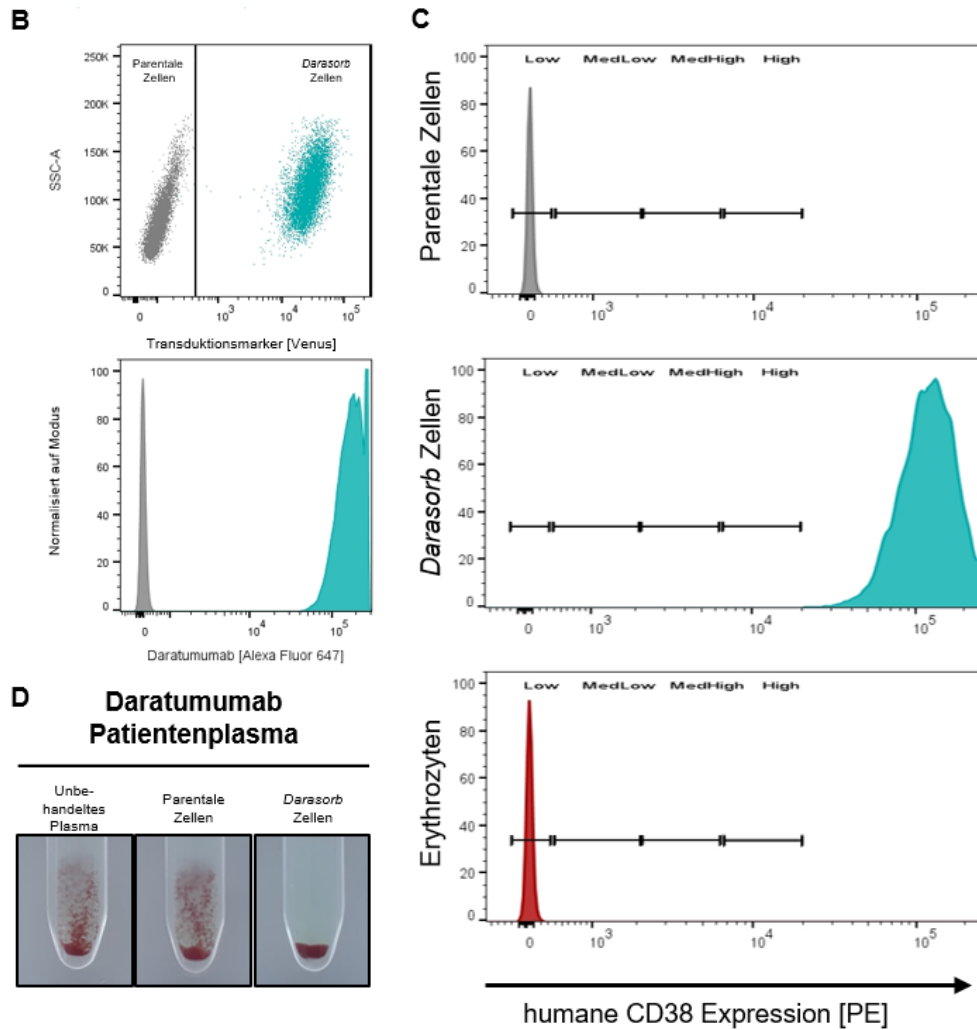 B
Parentale
Zellen
Darasorb
Zellen
250K
200K
150K
100K
50K
0
SSC-A
0
10³
10⁴
10⁵
Transduktionsmarker [Venus]
100
80
60
40
20
0
Normalisiert auf Modus
0
10⁴
10⁵
Daratumumab [Alexa Fluor 647]
D
Daratumumab
Patientenplasma
Unbe-
handeltes
Plasma
Parentale
Zellen
Darasorb
Zellen
C
Low MedLow MedHigh High
100
80
60
40
20
0
Parentale Zellen
0
10³
10⁴
10⁵
Low MedLow MedHigh High
100
80
60
40
20
0
Darasorb Zellen
0
10³
10⁴
10⁵
Low MedLow MedHigh High
100
80
60
40
20
0
Erythrozyten
0
10³
10⁴
10⁵
humane CD38 Expression [PE]